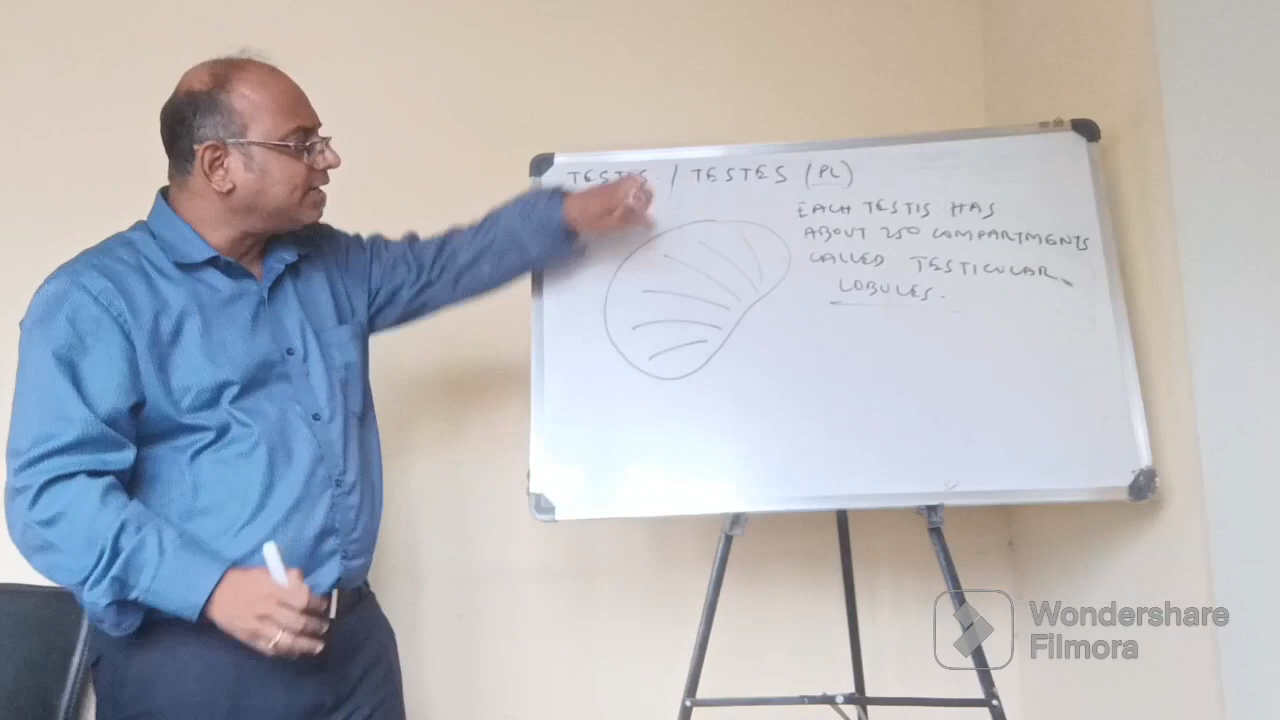 TESTIS / TESTES (PL)
EACH TESTIS HAS
ABOUT 250 COMPARTMENTS
CALLED TESTICULAR
LOBULES.
Wondershare
Filmora